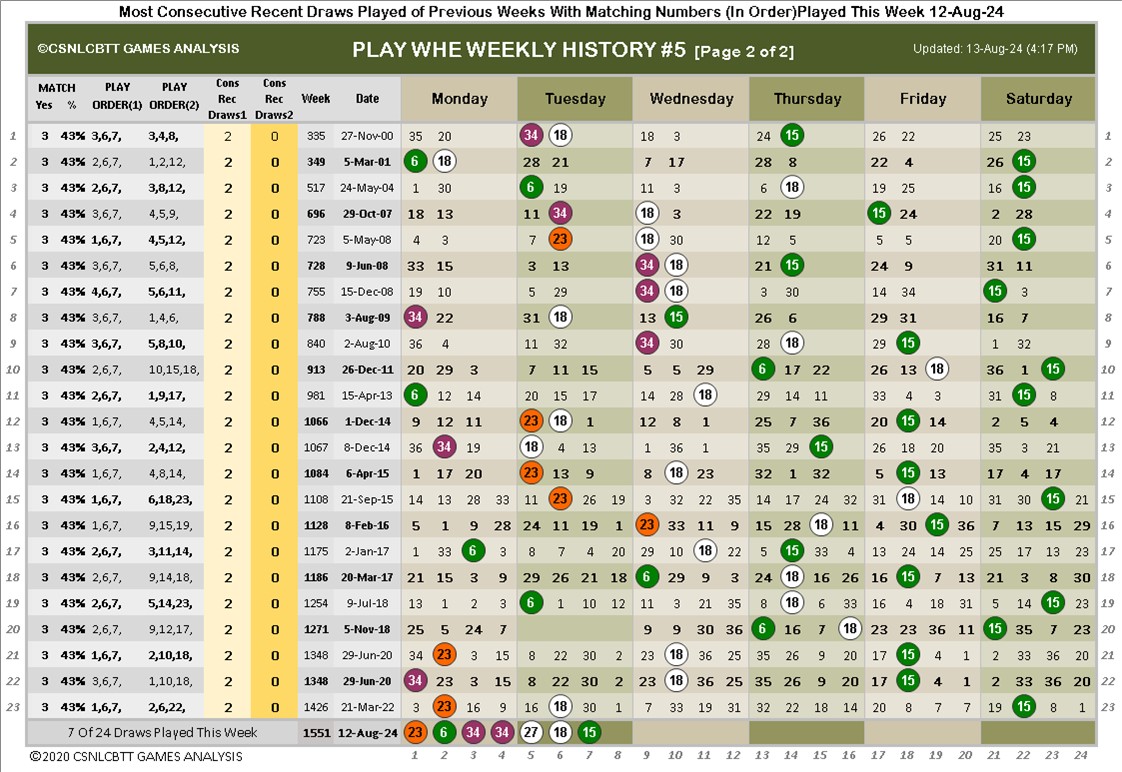 Most Consecutive Recent Draws Played of Previous Weeks With Matching Numbers (In Order)Played This Week 12-Aug-24
©CSNLCBTT GAMES ANALYSIS PLAY WHE WEEKLY HISTORY #5 [Page 2 of 2] Updated: 13-Aug-24 (4:17 PM)
MATCH Yes % PLAY ORDER(1) PLAY ORDER(2) Cons Rec Draws1 Cons Rec Draws2 Week Date Monday Tuesday Wednesday Thursday Friday Saturday
1 3 43% 3,6,7, 3,4,8, 2 0 335 27-Nov-00 35 20 34 18 18 3 24 15 26 22 25 23 1
2 3 43% 2,6,7, 1,2,12, 2 0 349 5-Mar-01 6 18 28 21 7 17 28 8 22 4 26 15 2
3 3 43% 2,6,7, 3,8,12, 2 0 517 24-May-04 1 30 6 19 11 3 6 18 19 25 16 15 3
4 3 43% 3,6,7, 4,5,9, 2 0 696 29-Oct-07 18 13 11 34 18 3 22 19 15 24 2 28 4
5 3 43% 1,6,7, 4,5,12, 2 0 723 5-May-08 4 3 7 23 18 30 12 5 5 5 20 15 5
6 3 43% 3,6,7, 5,6,8, 2 0 728 9-Jun-08 33 15 3 13 34 18 21 15 24 9 31 11 6
7 3 43% 4,6,7, 5,6,11, 2 0 755 15-Dec-08 19 10 5 29 34 18 3 30 14 34 15 3 7
8 3 43% 3,6,7, 1,4,6, 2 0 788 3-Aug-09 34 22 31 18 13 15 26 6 29 31 16 7 8
9 3 43% 3,6,7, 5,8,10, 2 0 840 2-Aug-10 36 4 11 32 34 30 28 18 29 15 1 32 9
10 3 43% 2,6,7, 10,15,18, 2 0 913 26-Dec-11 20 29 3 7 11 15 5 5 29 6 17 22 26 13 18 36 1 15 10
11 3 43% 2,6,7, 1,9,17, 2 0 981 15-Apr-13 6 12 14 20 15 17 14 28 18 29 14 11 33 4 3 31 15 8 11
12 3 43% 1,6,7, 4,5,14, 2 0 1066 1-Dec-14 9 12 11 23 18 1 12 8 1 25 7 36 20 15 14 2 5 4 12
13 3 43% 3,6,7, 2,4,12, 2 0 1067 8-Dec-14 36 34 19 18 4 13 1 36 1 35 29 15 26 18 20 35 3 21 13
14 3 43% 1,6,7, 4,8,14, 2 0 1084 6-Apr-15 1 17 20 23 13 9 8 18 23 32 1 32 5 15 13 17 4 17 14
15 3 43% 1,6,7, 6,18,23, 2 0 1108 21-Sep-15 14 13 28 33 11 23 26 19 3 32 22 35 14 17 24 32 31 18 14 10 31 30 15 21 15
16 3 43% 1,6,7, 9,15,19, 2 0 1128 8-Feb-16 5 1 9 28 24 11 19 1 23 33 11 9 15 28 18 11 4 30 15 36 7 13 15 29 16
17 3 43% 2,6,7, 3,11,14, 2 0 1175 2-Jan-17 1 33 6 3 8 7 4 20 29 10 18 22 5 15 33 4 13 24 14 25 25 17 13 23 17
18 3 43% 2,6,7, 9,14,18, 2 0 1186 20-Mar-17 21 15 3 9 29 26 21 18 6 29 9 3 24 18 16 26 16 15 7 13 21 3 8 30 18
19 3 43% 2,6,7, 5,14,23, 2 0 1254 9-Jul-18 13 1 2 3 6 1 10 12 11 3 21 35 8 18 6 33 16 4 18 31 5 14 15 23 19
20 3 43% 2,6,7, 9,12,17, 2 0 1271 5-Nov-18 25 5 24 7 9 9 30 36 6 16 7 18 23 23 36 11 15 35 7 23 20
21 3 43% 1,6,7, 2,10,18, 2 0 1348 29-Jun-20 34 23 3 15 8 22 30 2 23 18 36 25 35 26 9 20 17 15 4 1 2 33 36 20 21
22 3 43% 3,6,7, 1,10,18, 2 0 1348 29-Jun-20 34 23 3 15 8 22 30 2 23 18 36 25 35 26 9 20 17 15 4 1 2 33 36 20 22
23 3 43% 1,6,7, 2,6,22, 2 0 1426 21-Mar-22 3 23 16 9 16 18 30 1 7 33 19 31 32 22 18 14 20 8 7 7 19 15 8 1 23
7 Of 24 Draws Played This Week 1551 12-Aug-24 23 6 34 34 27 18 15
©2020 CSNLCBTT GAMES ANALYSIS 1 2 3 4 5 6 7 8 9 10 11 12 13 14 15 16 17 18 19 20 21 22 23 24